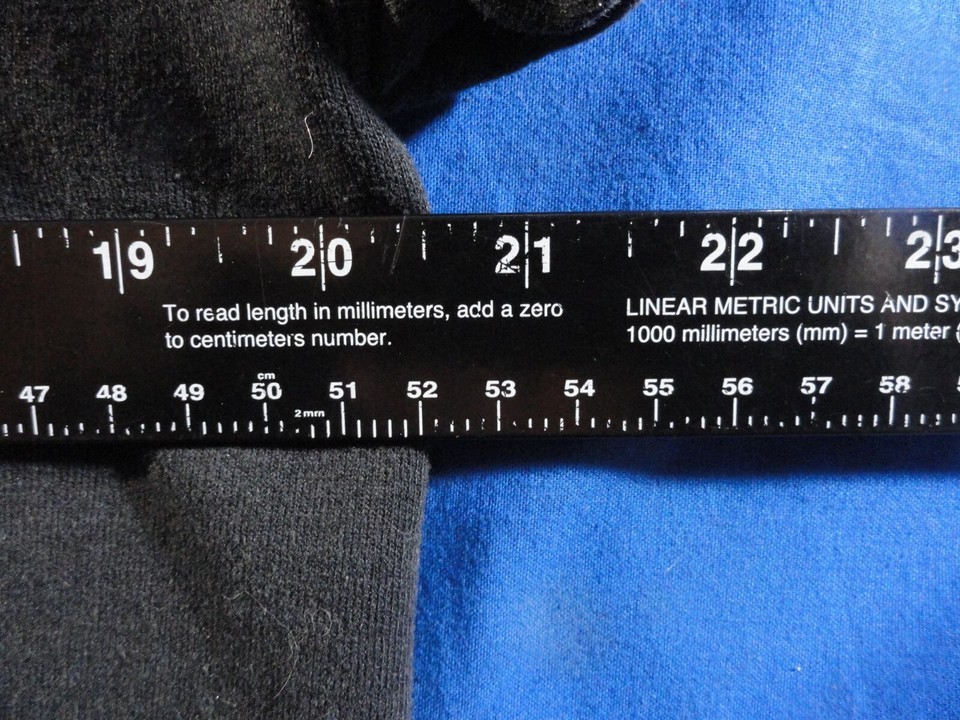 19 20 21 22 23
To read length in millimeters, add a zero
to centimeters number.
LINEAR METRIC UNITS AND SY
1000 millimeters (mm) = 1 meter (
cm
47 48 49 50 51 52 53 54 55 56 57 58
2mm